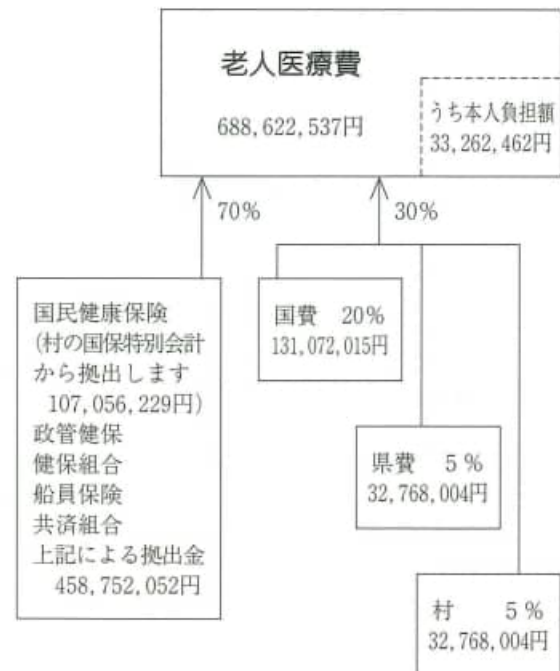 老人医療費
688,622,537円
うち本人負担額
33,262,462円
70%
30%
国民健康保険
(村の国保特別会計
から拠出します
107,056,229円)
政管健保
健保組合
船員保険
共済組合
上記による拠出金
458,752,052円
国費 20%
131,072,015円
県費 5%
32,768,004円
村 5%
32,768,004円